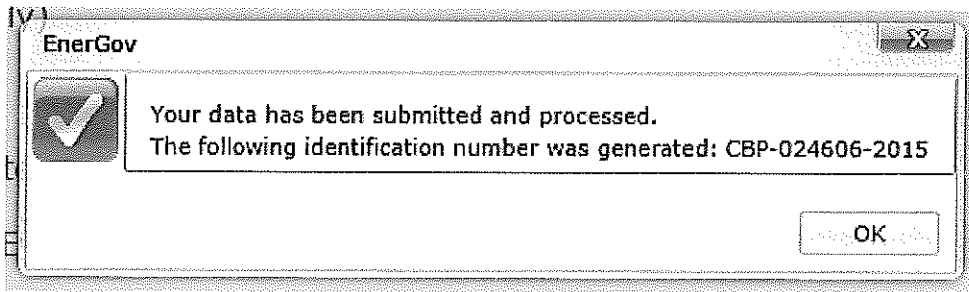 EnerGov
Your data has been submitted and processed.
The following identification number was generated: CBP-024606-2015
OK